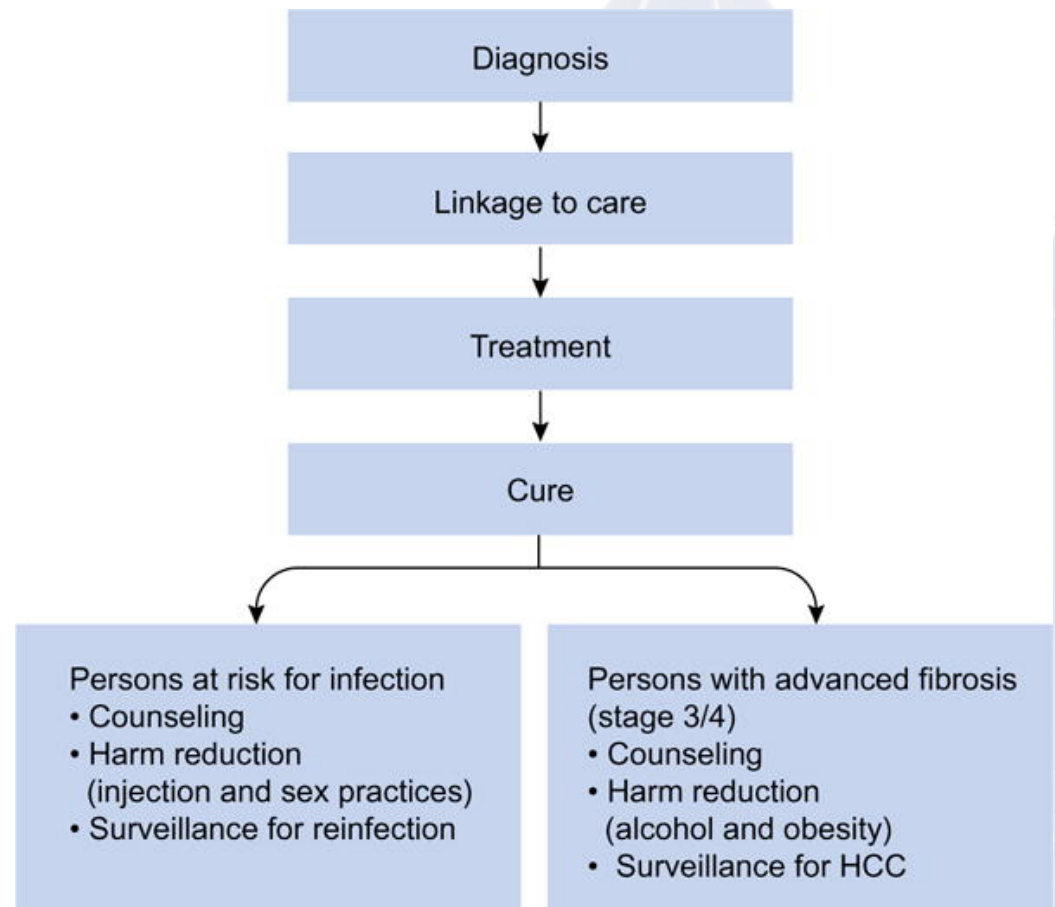 Diagnosis
Linkage to care
Treatment
Cure
Persons at risk for infection
• Counseling
• Harm reduction
(injection and sex practices)
• Surveillance for reinfection
Persons with advanced fibrosis
(stage 3/4)
• Counseling
• Harm reduction
(alcohol and obesity)
• Surveillance for HCC